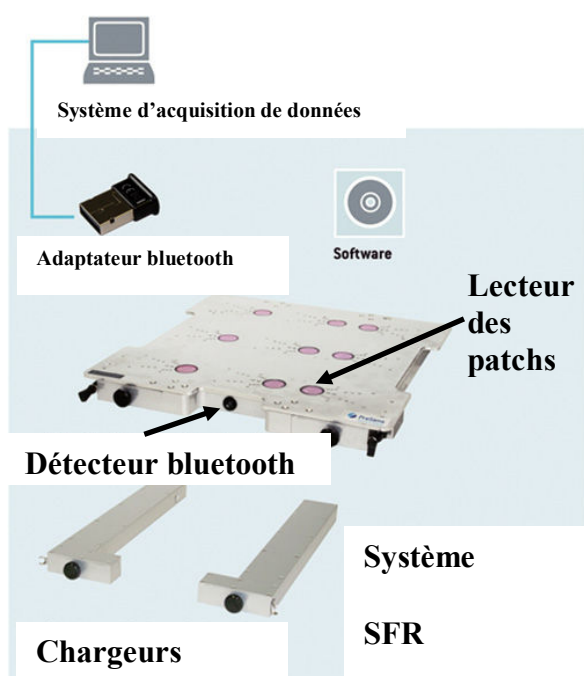 Système d’acquisition de données
Adaptateur bluetooth
Software
Lecteur
des
patchs
Détecteur bluetooth
Système
SFR
Chargeurs